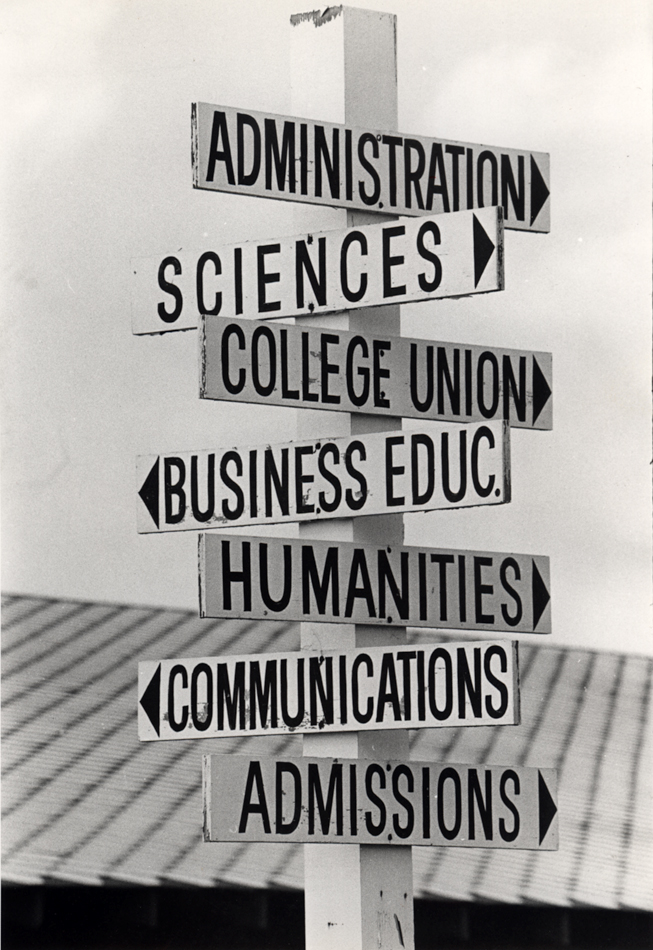 ADMINISTRATION
SCIENCES
COLLEGE UNION
BUSINESS EDUC.
HUMANITIES
COMMUNICATIONS
ADMISSIONS